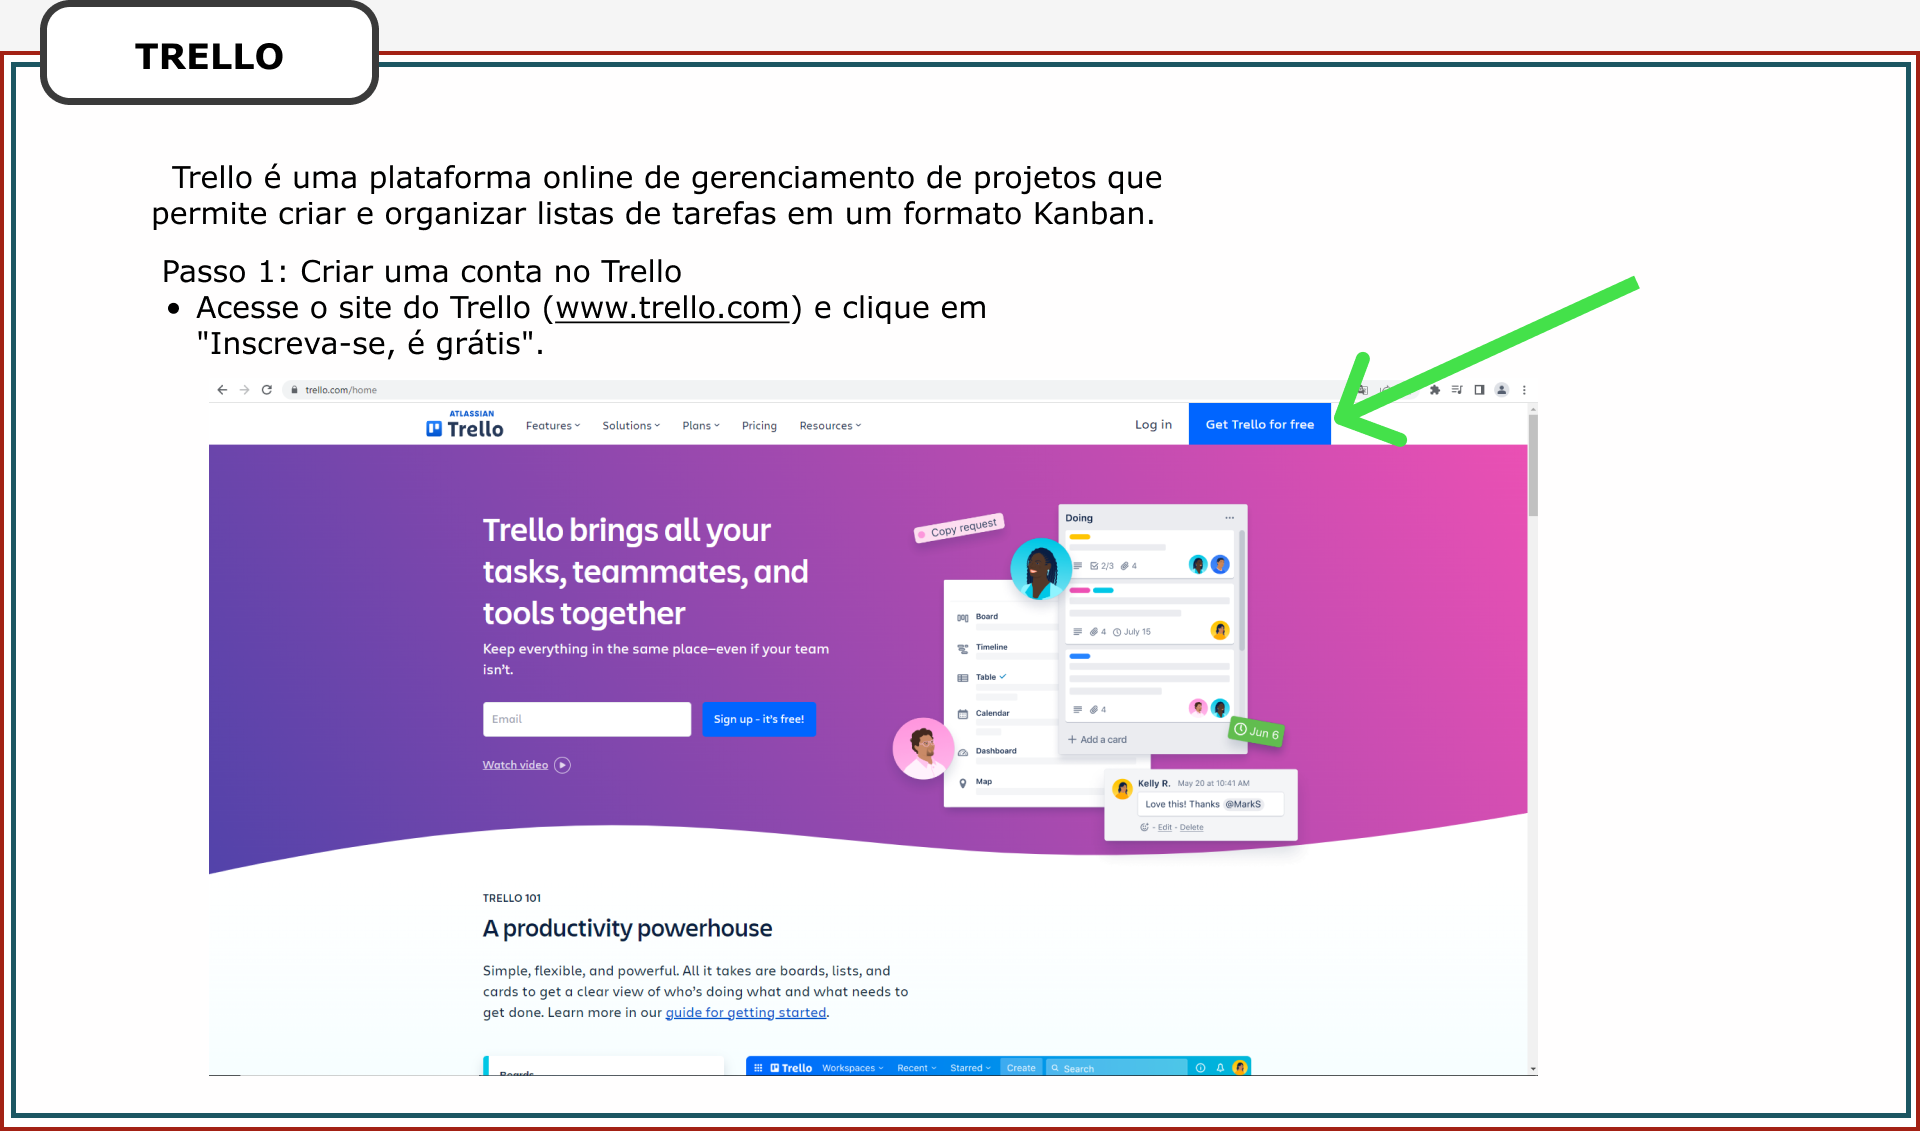 TRELLO
Trello é uma plataforma online de gerenciamento de projetos que
permite criar e organizar listas de tarefas em um formato Kanban.
Passo 1: Criar uma conta no Trello
• Acesse o site do Trello (www.trello.com) e clique em
"Inscreva-se, é grátis".
trello.com/home
ATLASSIAN
Trello
Features
Solutions
Plans
Pricing
Resources
Log in
Get Trello for free
Trello brings all your
tasks, teammates, and
tools together
Keep everything in the same place—even if your team
isn't.
Email
Sign up - it's free!
Watch video
Copy request
Doing
2/3
4
4
July 15
4
+ Add a card
Board
Timeline
Table
Calendar
Dashboard
Map
Jun 6
Kelly R. May 20 at 10:41 AM
Love this! Thanks @MarkS
- Edit - Delete
TRELLO 101
A productivity powerhouse
Simple, flexible, and powerful. All it takes are boards, lists, and
cards to get a clear view of who's doing what and what needs to
get done. Learn more in our guide for getting started.
Boards
Trello
Workspaces
Recent
Starred
Create
Search